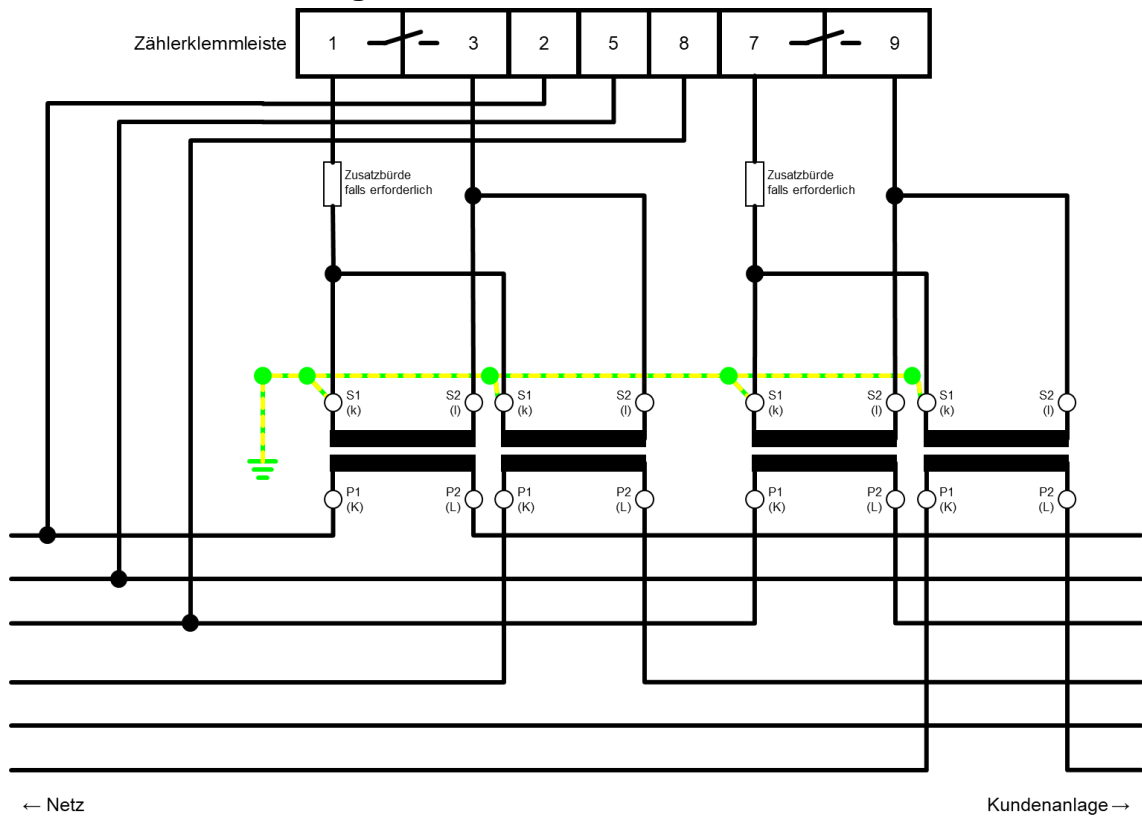 Zählerklemmleiste
1
3
2
5
8
7
9
Zusatzbürde
falls erforderlich
Zusatzbürde
falls erforderlich
S1
(k)
S2
(l)
S1
(k)
S2
(l)
S1
(k)
S2
(l)
S1
(k)
S2
(l)
P1
(K)
P2
(L)
P1
(K)
P2
(L)
P1
(K)
P2
(L)
P1
(K)
P2
(L)
← Netz
Kundenanlage →